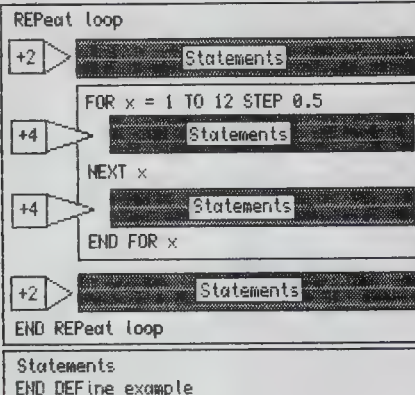 REPeat loop
+2 Statements
FOR x = 1 TO 12 STEP 0.5
+4 Statements
NEXT x
+4 Statements
END FOR x
+2 Statements
END REPeat loop
Statements
END DEFine example